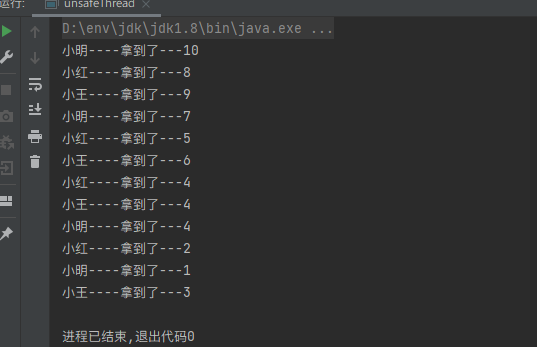 运行: unsafeThread ×
D:\env\jdk\jdk1.8\bin\java.exe ...
小明----拿到了---10
小红----拿到了---8
小王----拿到了---9
小明----拿到了---7
小红----拿到了---5
小王----拿到了---6
小红----拿到了---4
小王----拿到了---4
小明----拿到了---4
小红----拿到了---2
小明----拿到了---1
小王----拿到了---3
进程已结束,退出代码0